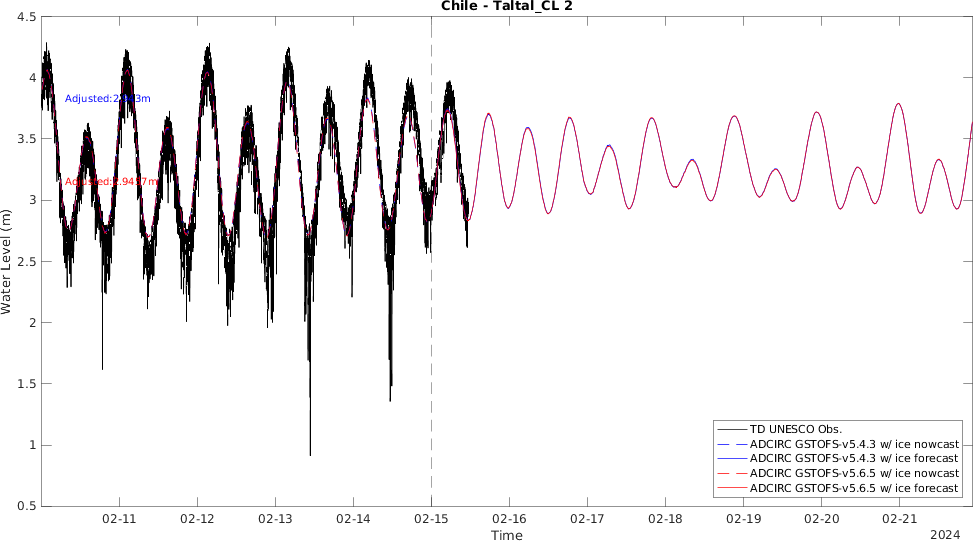 Chile - Taltal_CL 2
4.5
4
3.5
3
2.5
2
1.5
1
0.5
Water Level (m)
02-11
02-12
02-13
02-14
02-15
02-16
02-17
02-18
02-19
02-20
02-21
Time
2024
TD UNESCO Obs.
ADCIRC GSTOFS-v5.4.3 w/ ice nowcast
ADCIRC GSTOFS-v5.4.3 w/ ice forecast
ADCIRC GSTOFS-v5.6.5 w/ ice nowcast
ADCIRC GSTOFS-v5.6.5 w/ ice forecast